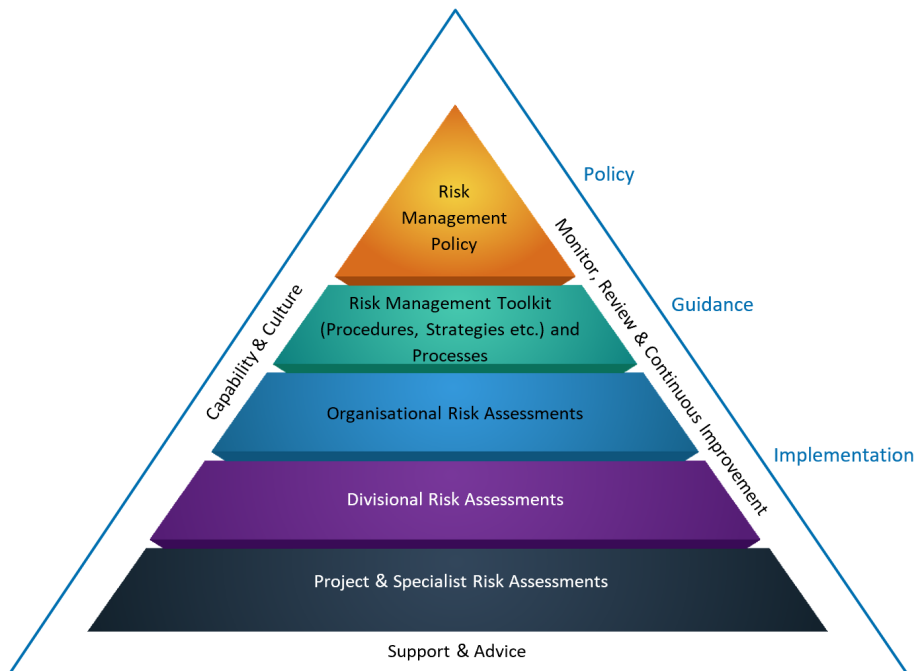 Policy
Risk
Management
Policy
Monitor, Review & Continuous Improvement
Capability & Culture
Guidance
Risk Management Toolkit
(Procedures, Strategies etc.) and
Processes
Organisational Risk Assessments
Implementation
Divisional Risk Assessments
Project & Specialist Risk Assessments
Support & Advice